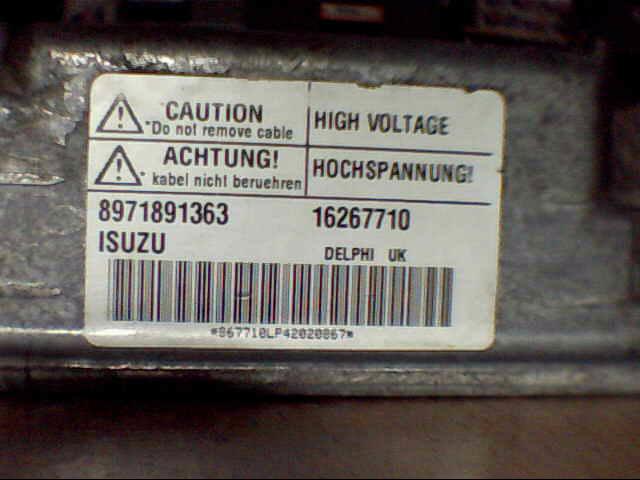 CAUTION
Do not remove cable
HIGH VOLTAGE
ACHTUNG!
kabel nicht beruehren
HOCHSPANNUNG!
8971891363 16267710
ISUZU DELPHI UK
*867710LP42020867*